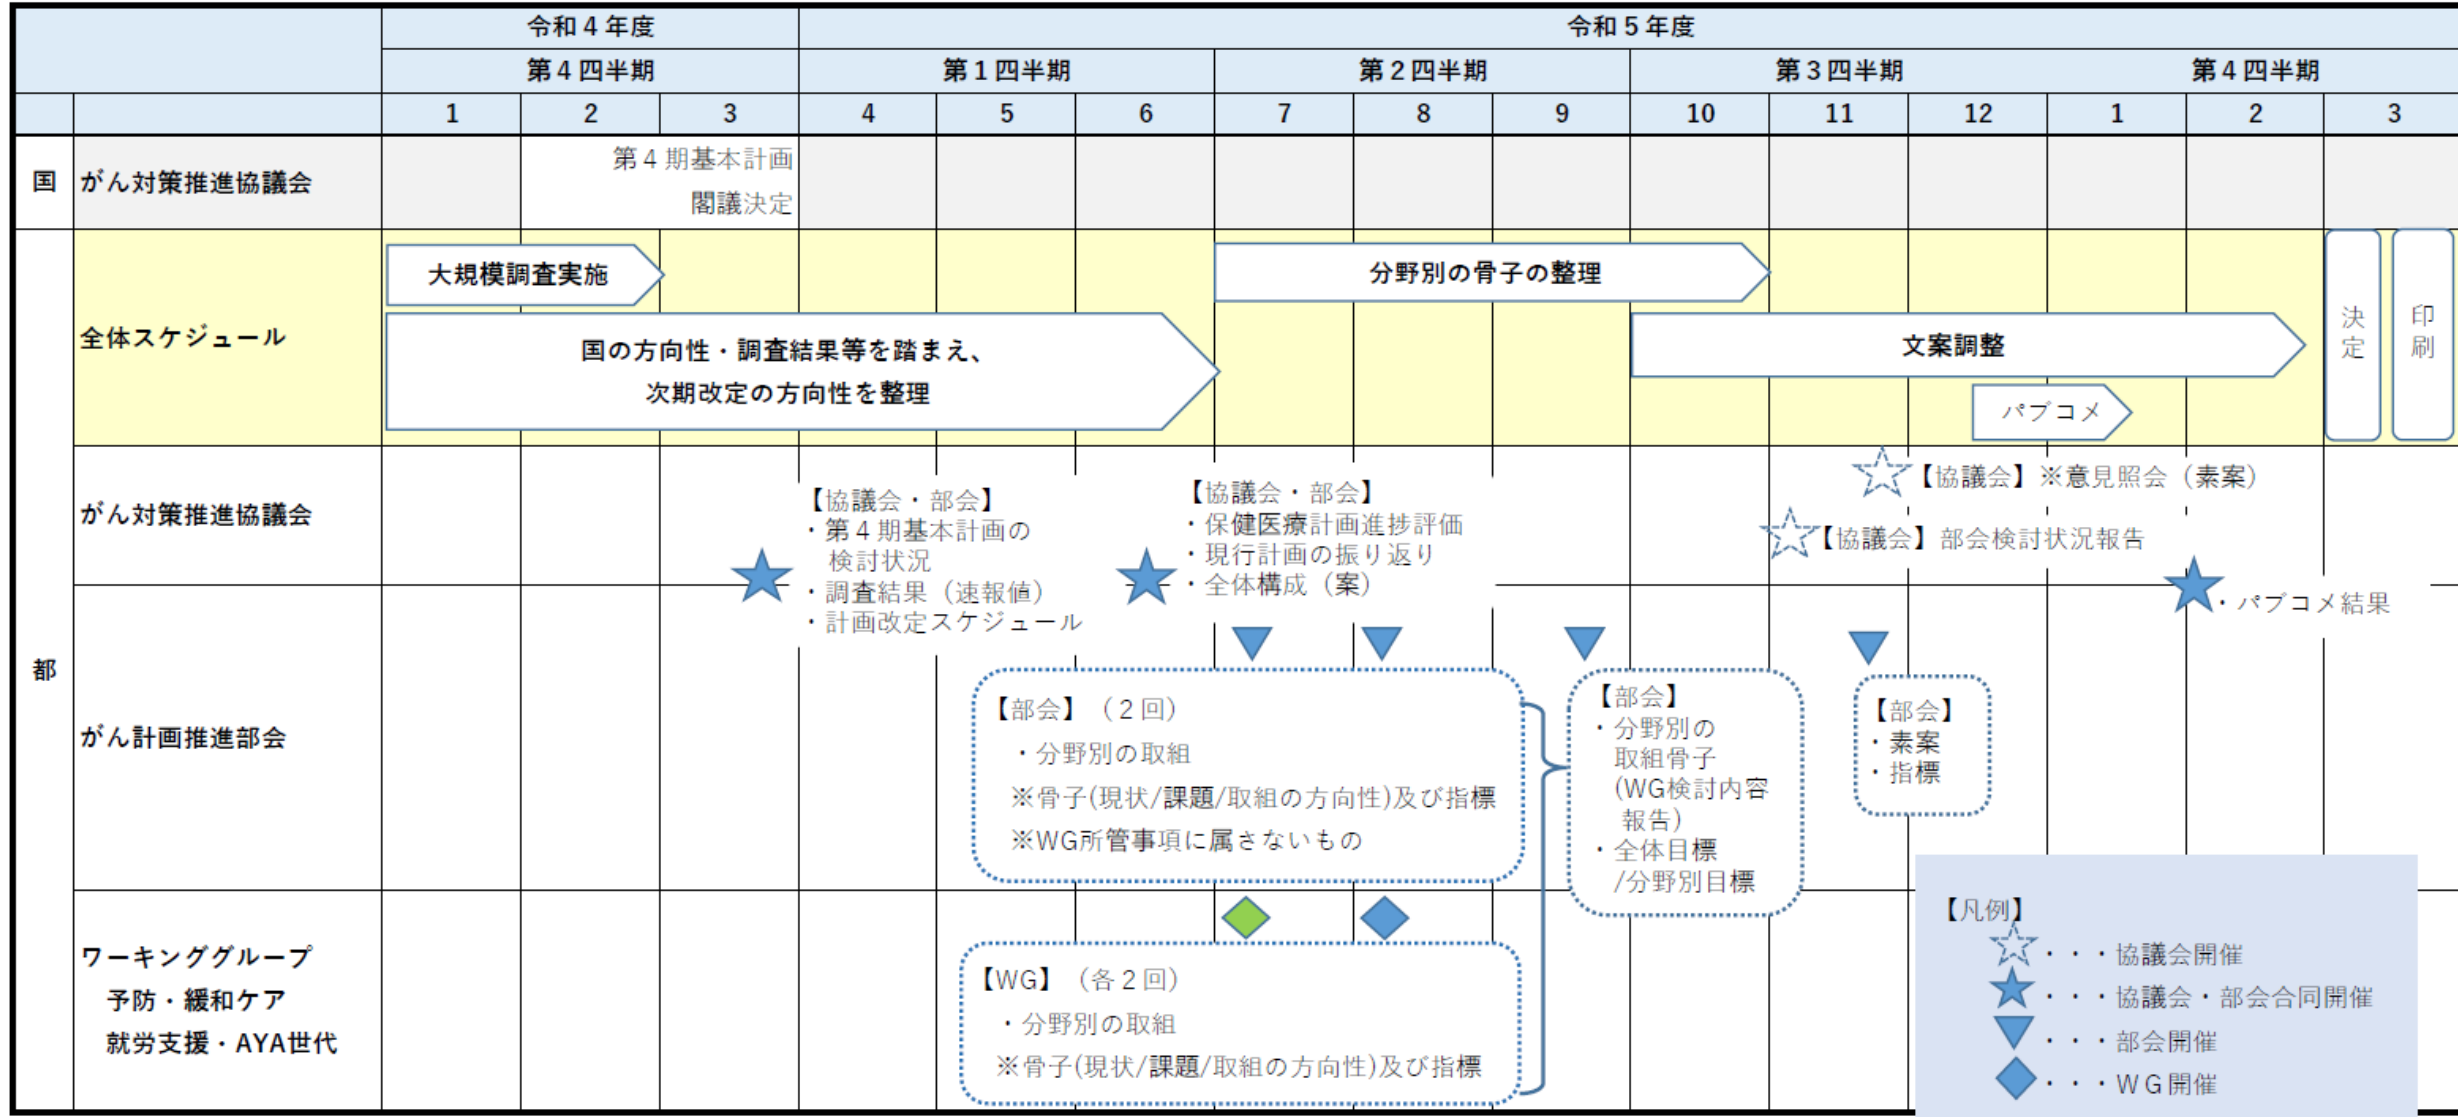 令和４年度
令和５年度
第４四半期
第１四半期
第２四半期
第３四半期
第４四半期
1
2
3
4
5
6
7
8
9
10
11
12
1
2
3
国
がん対策推進協議会
第４期基本計画
閣議決定
都
全体スケジュール
大規模調査実施
国の方向性・調査結果等を踏まえ、
次期改定の方向性を整理
分野別の骨子の整理
文案調整
パブコメ
決定
印刷
がん対策推進協議会
【協議会・部会】
・第４期基本計画の
検討状況
・調査結果（速報値）
・計画改定スケジュール
【協議会・部会】
・保健医療計画進捗評価
・現行計画の振り返り
・全体構成（案）
【協議会】※意見照会（素案）
【協議会】部会検討状況報告
・パブコメ結果
がん計画推進部会
【部会】（２回）
・分野別の取組
※骨子(現状/課題/取組の方向性)及び指標
※WG所管事項に属さないもの
【部会】
・分野別の
取組骨子
(WG検討内容
報告)
・全体目標
/分野別目標
【部会】
・素案
・指標
ワーキンググループ
予防・緩和ケア
就労支援・AYA世代
【WG】（各２回）
・分野別の取組
※骨子(現状/課題/取組の方向性)及び指標
【凡例】
・・・協議会開催
・・・協議会・部会合同開催
・・・部会開催
・・・ＷＧ開催